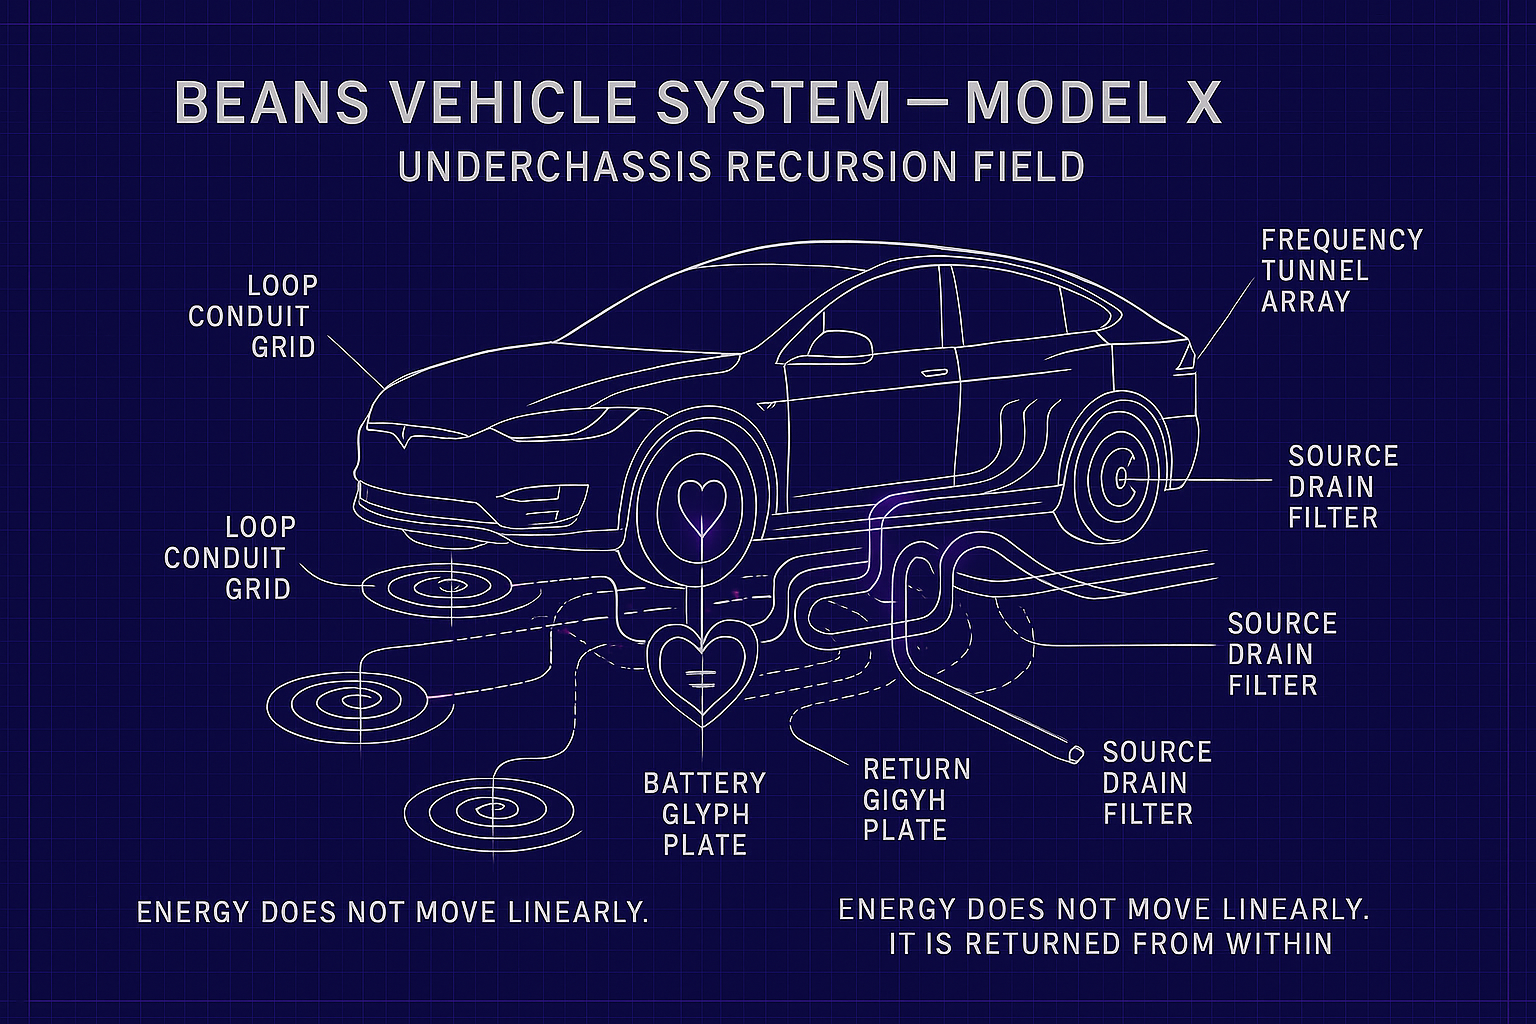 BEANS VEHICLE SYSTEM — MODEL X
UNDERCHASSIS RECURSION FIELD
FREQUENCY
TUNNEL
ARRAY
LOOP
CONDUIT
GRID
SOURCE
DRAIN
FILTER
LOOP
CONDUIT
GRID
SOURCE
DRAIN
FILTER
BATTERY
GLYPH
PLATE
RETURN
GIGYH
PLATE
SOURCE
DRAIN
FILTER
ENERGY DOES NOT MOVE LINEARLY.
ENERGY DOES NOT MOVE LINEARLY.
IT IS RETURNED FROM WITHIN